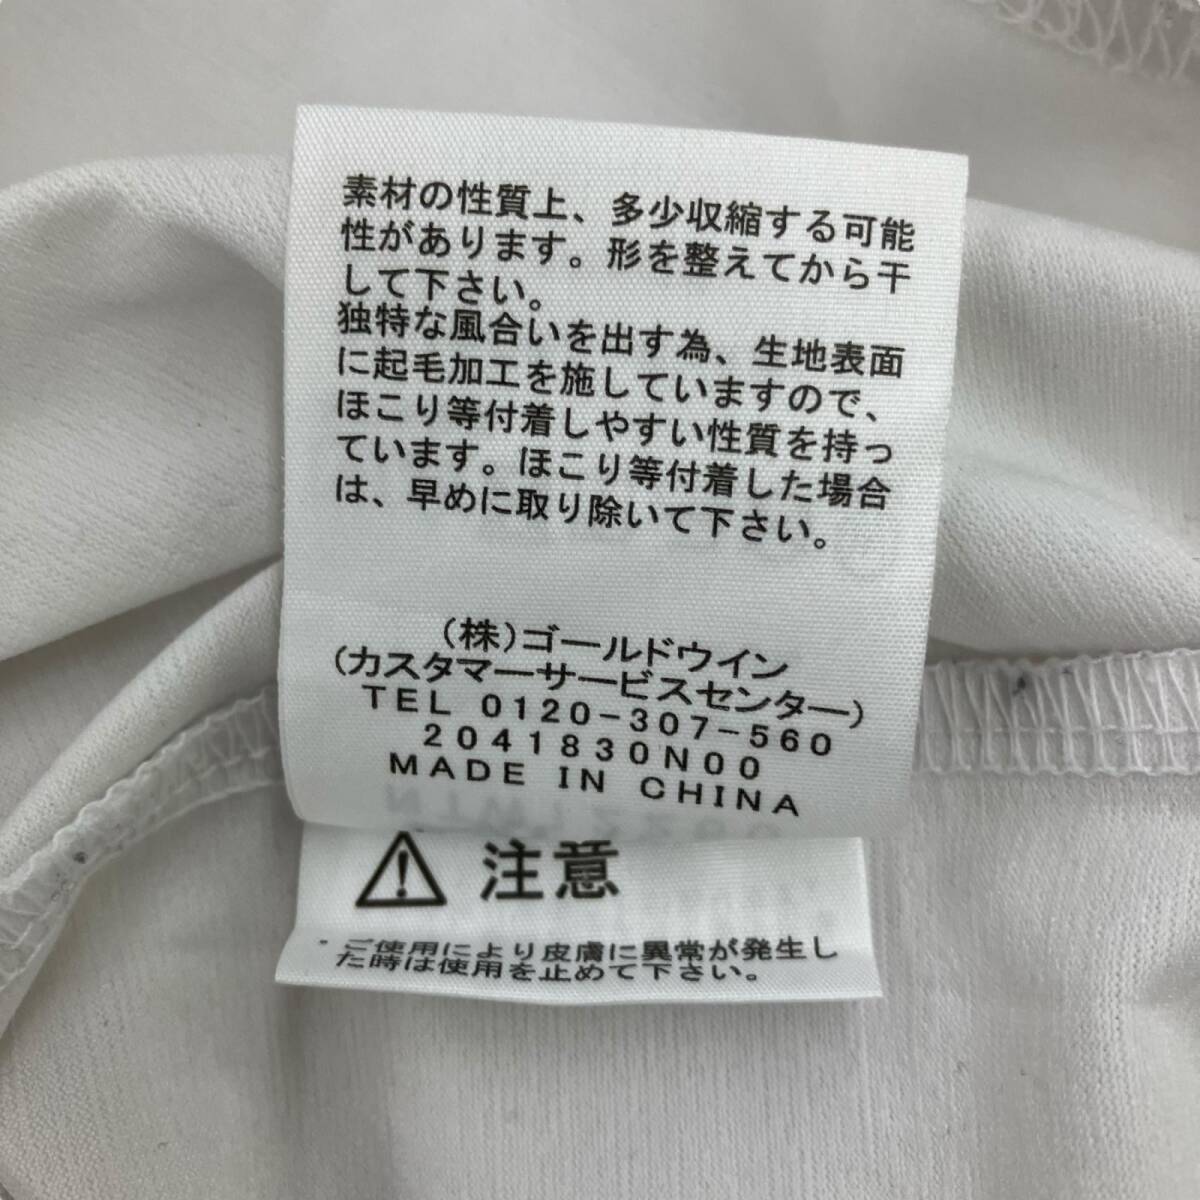 素材の性質上、多少収縮する可能
性があります。形を整えてから干
して下さい。
独特な風合いを出す為、生地表面
に起毛加工を施していますので、
ほこり等付着しやすい性質を持っ
ています。ほこり等付着した場合
は、早めに取り除いて下さい。
(株)ゴールドウイン
(カスタマーサービスセンター)
TEL 0120-307-560
2041830N00
MADE IN CHINA
注意
・ご使用により皮膚に異常が発生し
た時は使用を止めて下さい。